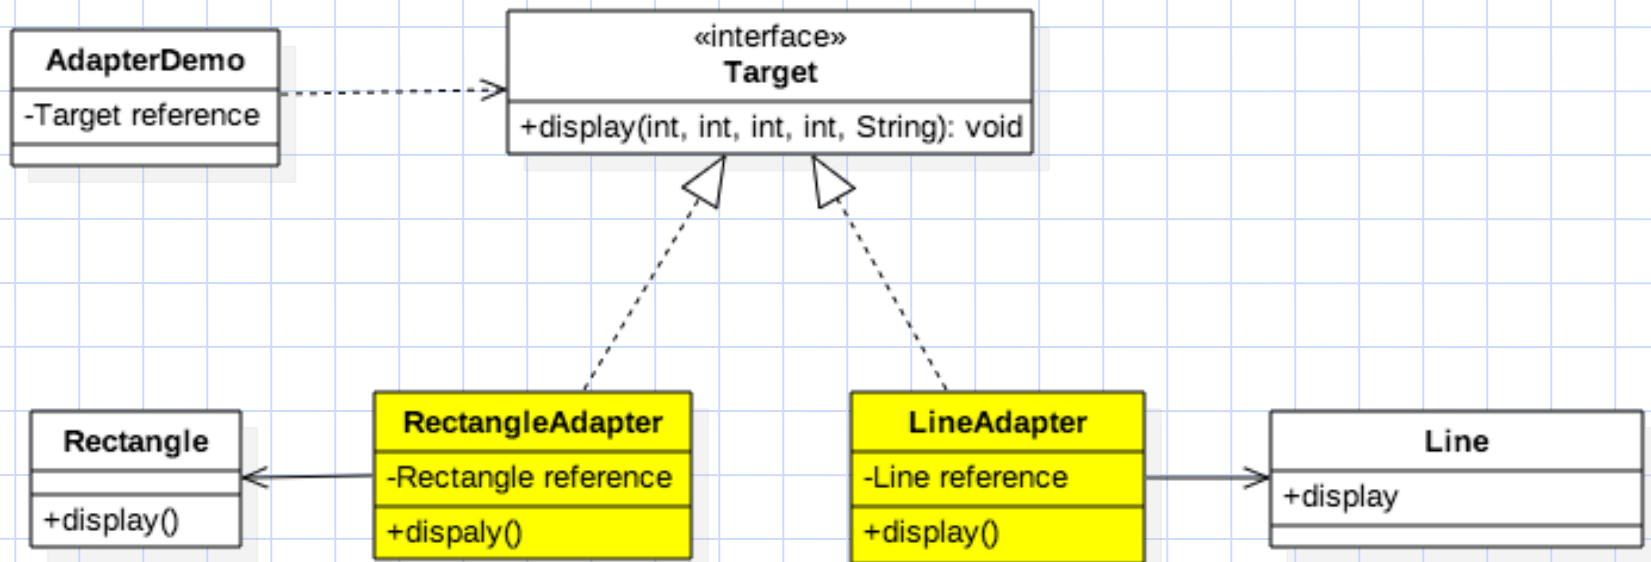 AdapterDemo
-Target reference
«interface»
Target
+display(int, int, int, int, String): void
Rectangle
+display()
RectangleAdapter
-Rectangle reference
+dispaly()
LineAdapter
-Line reference
+display()
Line
+display